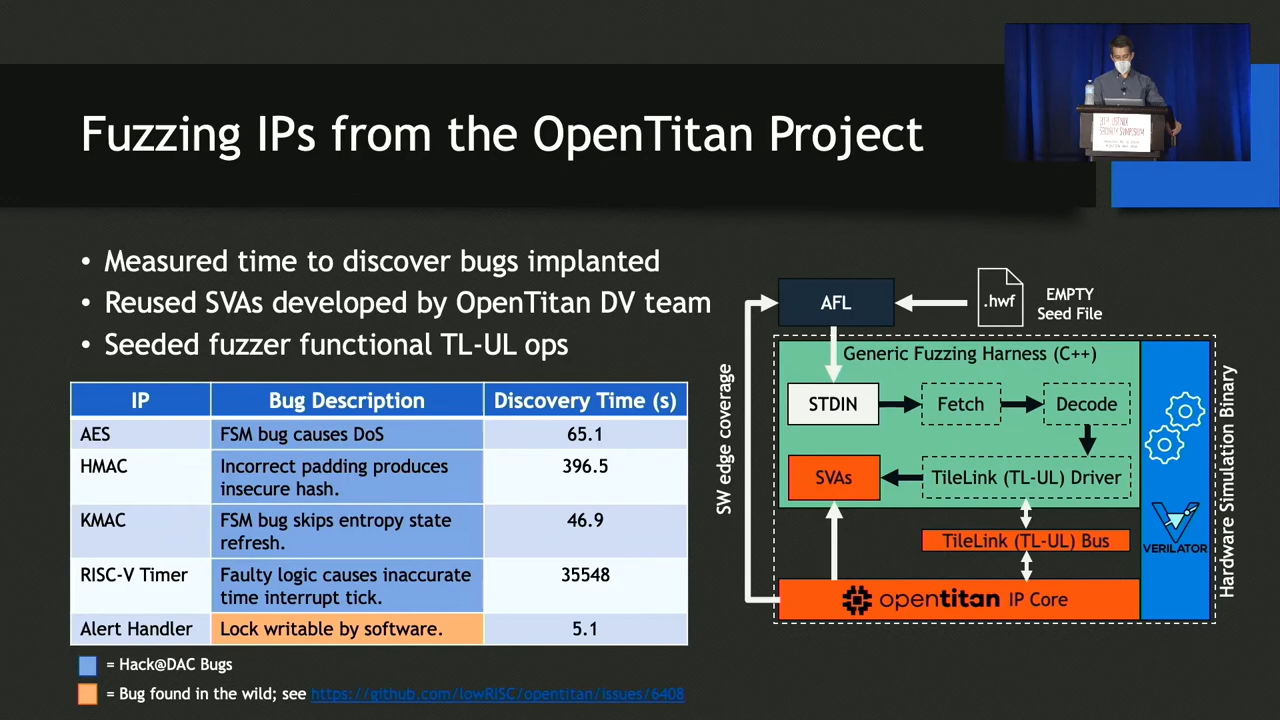 Fuzzing IPs from the OpenTitan Project
31ST USENIX
SECURITY SYMPOSIUM
• Measured time to discover bugs implanted
• Reused SVAs developed by OpenTitan DV team
• Seeded fuzzer functional TL-UL ops
IP Bug Description Discovery Time (s)
AES FSM bug causes DoS 65.1
HMAC Incorrect padding produces 396.5
insecure hash.
KMAC FSM bug skips entropy state 46.9
refresh.
RISC-V Timer Faulty logic causes inaccurate 35548
time interrupt tick.
Alert Handler Lock writable by software. 5.1
= Hack@DAC Bugs
= Bug found in the wild; see https://github.com/lowRISC/opentitan/issues/6408
AFL
.hwf
EMPTY
Seed File
Generic Fuzzing Harness (C++)
STDIN
Fetch
Decode
SVAs
TileLink (TL-UL) Driver
TileLink (TL-UL) Bus
opentitan IP Core
VERILATOR
SW edge coverage
Hardware Simulation Binary